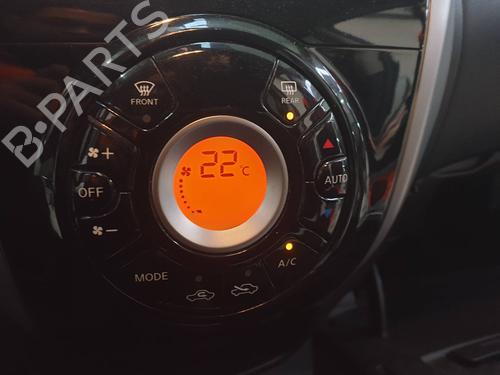 B-PARTS
FRONT
REAR
22°C
OFF
AUTO
MODE
A/C